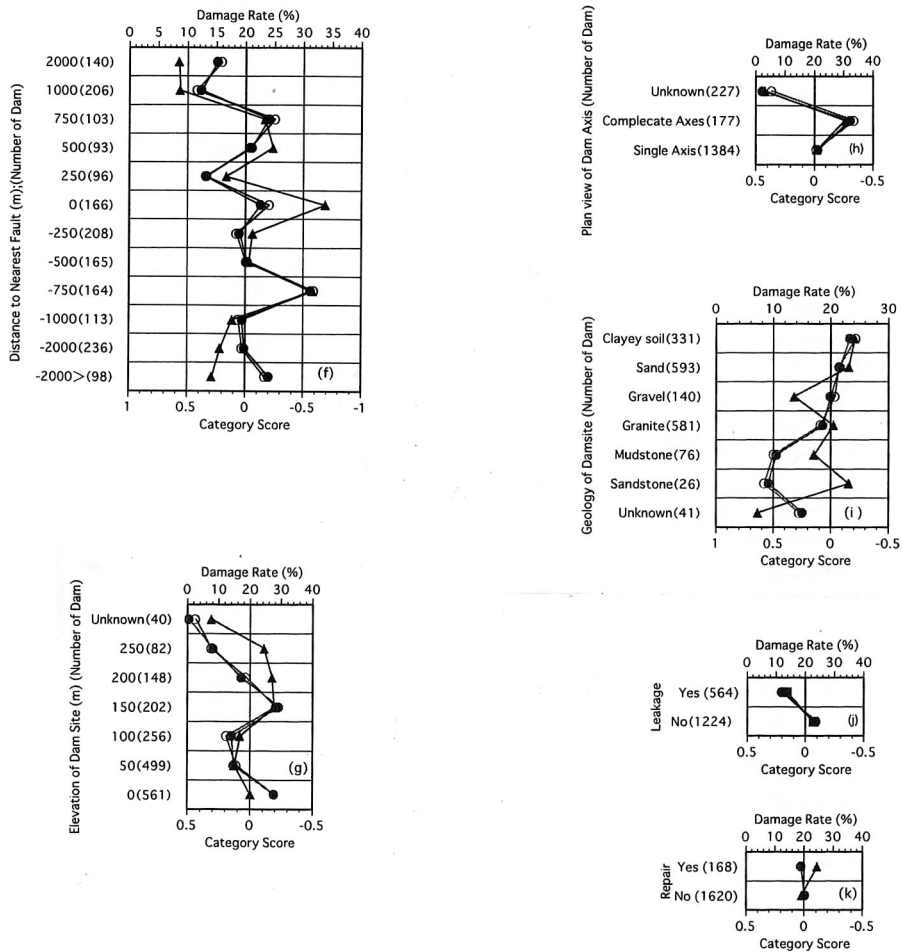 Damage Rate (%)
0 5 10 15 20 25 30 35 40
Distance to Nearest Fault (m);(Number of Dam)
2000(140)
1000(206)
750(103)
500(93)
250(96)
0(166)
-250(208)
-500(165)
-750(164)
-1000(113)
-2000(236)
-2000>(98)
(f)
1 0.5 0 -0.5 -1
Category Score
Damage Rate (%)
0 10 20 30 40
Elevation of Dam Site (m) (Number of Dam)
Unknown(40)
250(82)
200(148)
150(202)
100(256)
50(499)
0(561)
(g)
0.5 0 -0.5
Category Score
Damage Rate (%)
0 10 20 30 40
Plan view of Dam Axis (Number of Dam)
Unknown(227)
Complecate Axes(177)
Single Axis(1384)
(h)
0.5 0 -0.5
Category Score
Damage Rate (%)
0 10 20 30
Geology of Damsite (Number of Dam)
Clayey soil(331)
Sand(593)
Gravel(140)
Granite(581)
Mudstone(76)
Sandstone(26)
Unknown(41)
(i)
1 0.5 0 -0.5
Category Score
Damage Rate (%)
0 10 20 30 40
Leakage
Yes (564)
No(1224)
(j)
0.5 0 -0.5
Category Score
Damage Rate (%)
0 10 20 30 40
Repair
Yes (168)
No (1620)
(k)
0.5 0 -0.5
Category Score